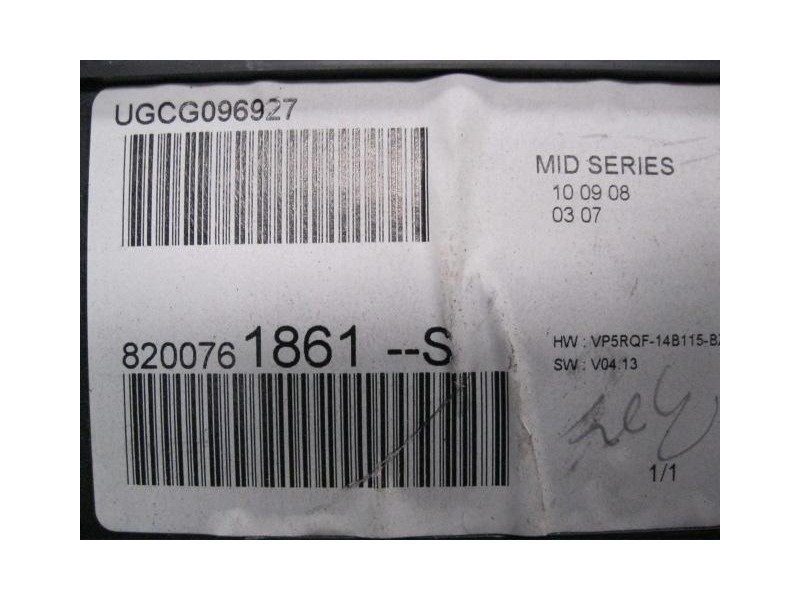 UGCG096927
MID SERIES
10 09 08
03 07
8200761861 --S
HW : VP5RQF-14B115-B
SW : V04.13
1/1